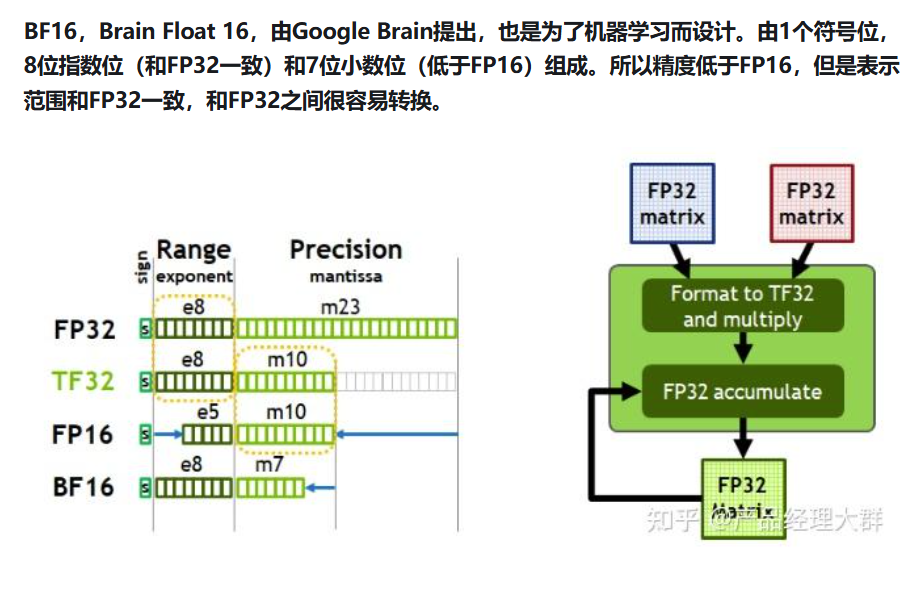 BF16，Brain Float 16，由Google Brain提出，也是为了机器学习而设计。由1个符号位，
8位指数位（和FP32一致）和7位小数位（低于FP16）组成。所以精度低于FP16，但是表示
范围和FP32一致，和FP32之间很容易转换。
sign
Range
exponent
Precision
mantissa
e8
m23
FP32
s
e8
m10
TF32
s
e5
m10
FP16
s
e8
m7
BF16
s
FP32
matrix
FP32
matrix
Format to TF32
and multiply
FP32 accumulate
FP32
Matrix
知乎 @产品经理大群